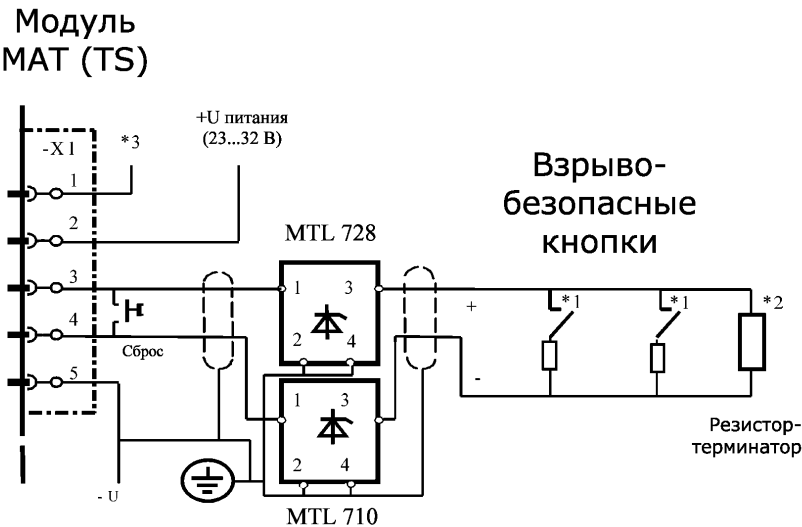 Модуль
МАТ (TS)
+U питания
(23...32 В)
-X1
*3
1
2
3
4
5
Сброс
- U
MTL 728
1
3
2
4
1
3
2
4
MTL 710
Взрыво-
безопасные
кнопки
+
-
*1
*1
*2
Резистор-
терминатор